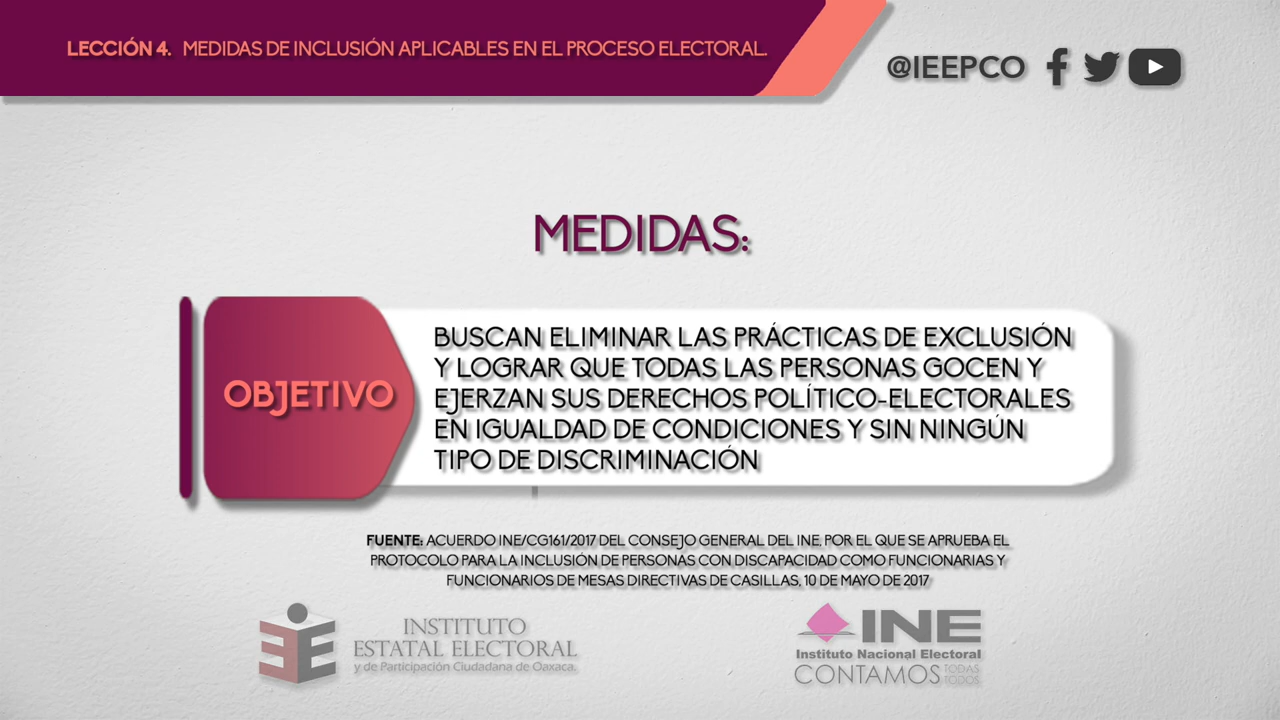 LECCIÓN 4. MEDIDAS DE INCLUSIÓN APLICABLES EN EL PROCESO ELECTORAL.
@IEEPCO
MEDIDAS:
OBJETIVO
BUSCAN ELIMINAR LAS PRÁCTICAS DE EXCLUSIÓN
Y LOGRAR QUE TODAS LAS PERSONAS GOCEN Y
EJERZAN SUS DERECHOS POLÍTICO-ELECTORALES
EN IGUALDAD DE CONDICIONES Y SIN NINGÚN
TIPO DE DISCRIMINACIÓN
FUENTE: ACUERDO INE/CG161/2017 DEL CONSEJO GENERAL DEL INE, POR EL QUE SE APRUEBA EL
PROTOCOLO PARA LA INCLUSIÓN DE PERSONAS CON DISCAPACIDAD COMO FUNCIONARIAS Y
FUNCIONARIOS DE MESAS DIRECTIVAS DE CASILLAS, 10 DE MAYO DE 2017
INSTITUTO
ESTATAL ELECTORAL
y de Participación Ciudadana de Oaxaca.
INE
Instituto Nacional Electoral
CONTAMOS TODAS
TODOS